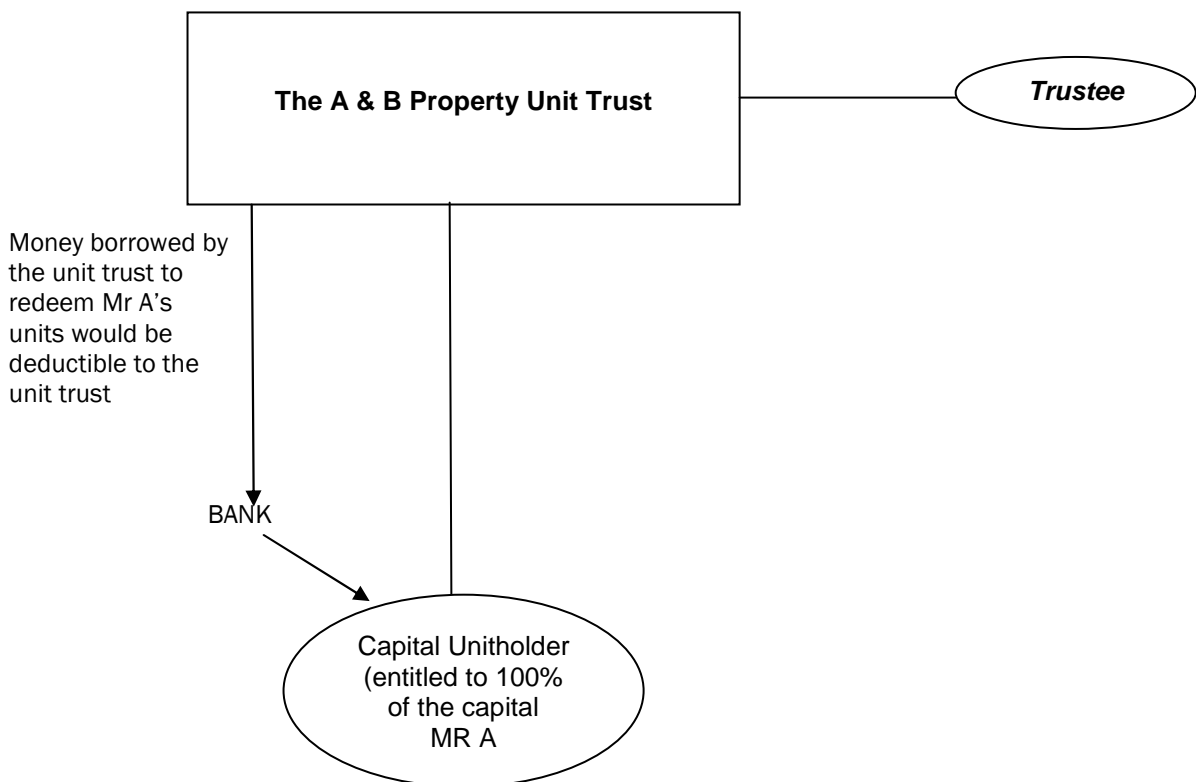 The A & B Property Unit Trust
Trustee
Money borrowed by
the unit trust to
redeem Mr A’s
units would be
deductible to the
unit trust
BANK
Capital Unitholder
(entitled to 100%
of the capital
MR A